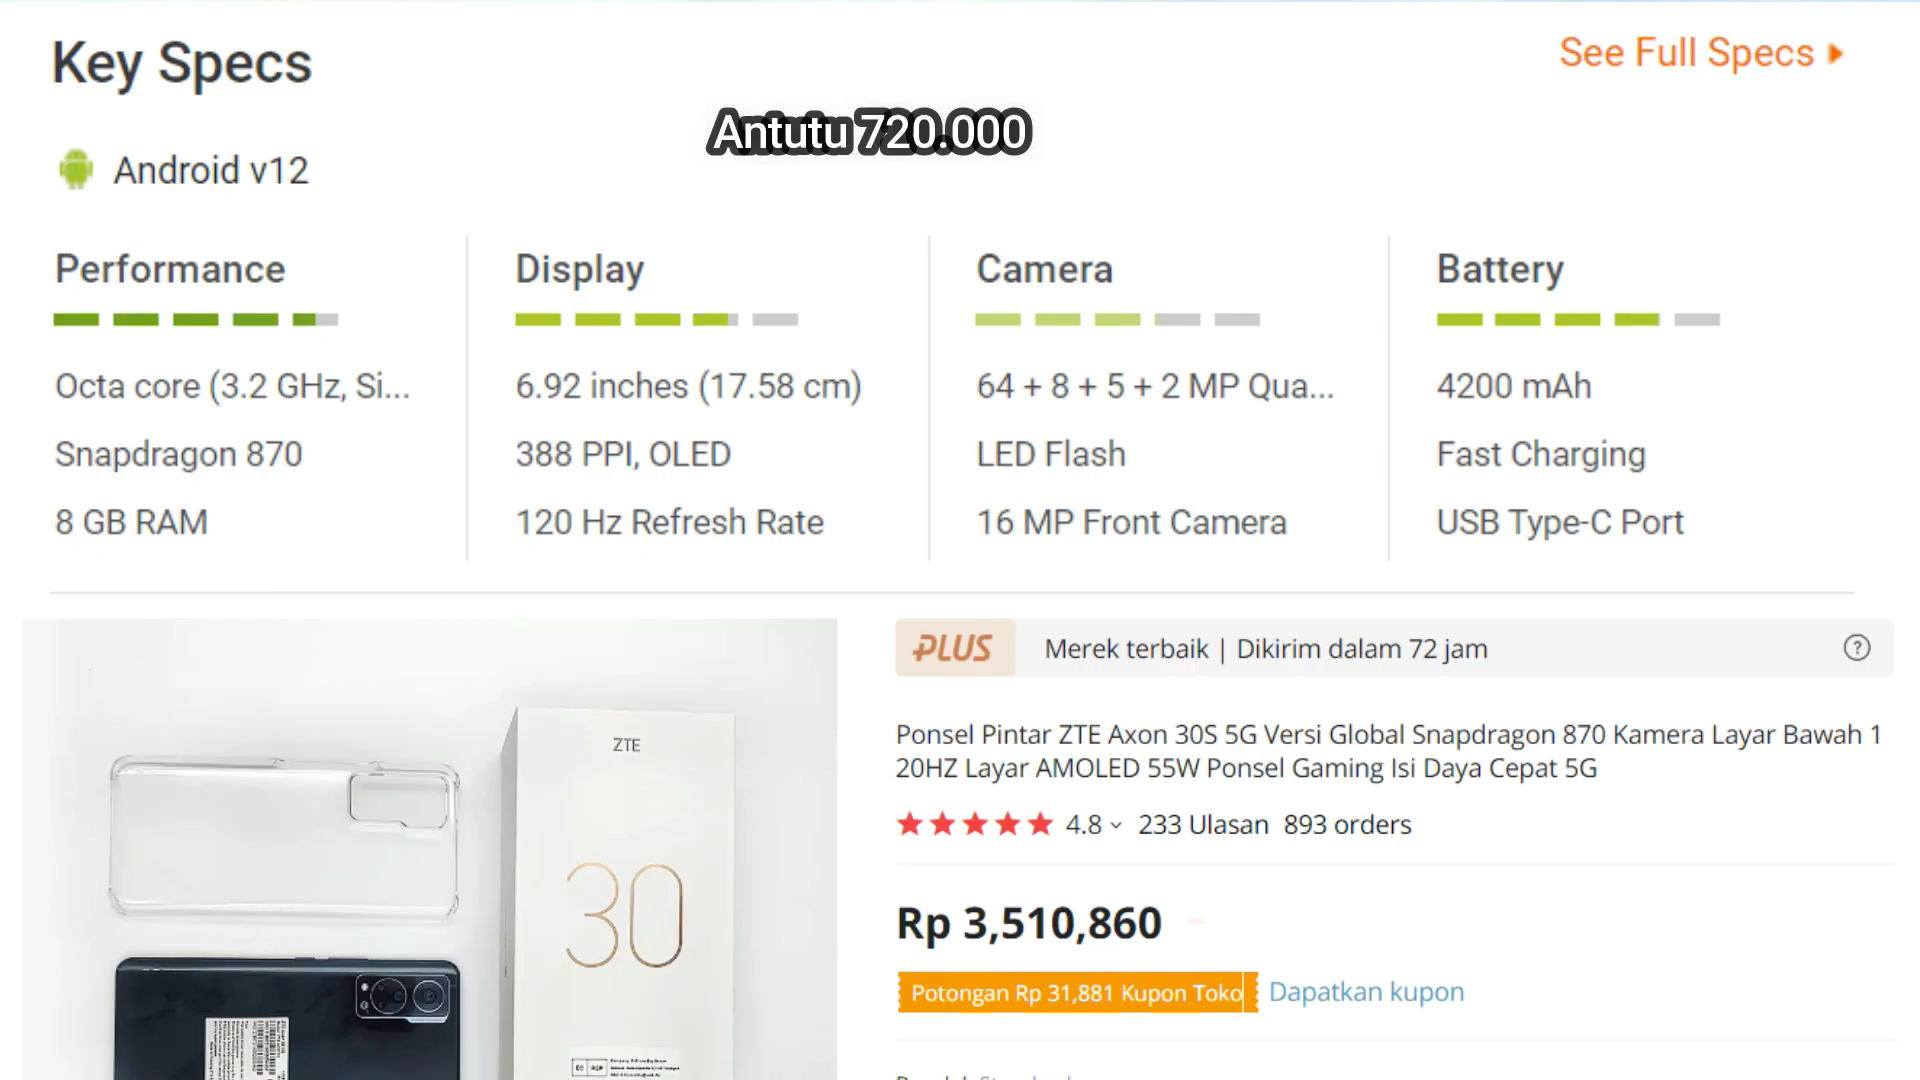 Key Specs
See Full Specs
Antutu 720.000
Android v12
Performance
Octa core (3.2 GHz, Si...
Snapdragon 870
8 GB RAM
Display
6.92 inches (17.58 cm)
388 PPI, OLED
120 Hz Refresh Rate
Camera
64 + 8 + 5 + 2 MP Qua...
LED Flash
16 MP Front Camera
Battery
4200 mAh
Fast Charging
USB Type-C Port
ZTE
30
PLUS Merek terbaik | Dikirim dalam 72 jam
Ponsel Pintar ZTE Axon 30S 5G Versi Global Snapdragon 870 Kamera Layar Bawah 1
20HZ Layar AMOLED 55W Ponsel Gaming Isi Daya Cepat 5G
4.8 233 Ulasan 893 orders
Rp 3,510,860
Potongan Rp 31,881 Kupon Toko Dapatkan kupon